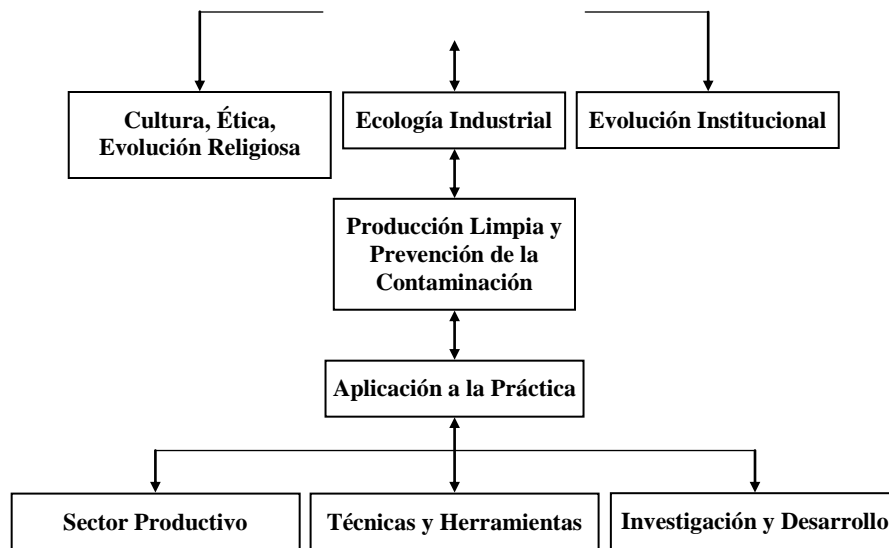 Cultura, Ética,
Evolución Religiosa
Ecología Industrial
Evolución Institucional
Producción Limpia y
Prevención de la
Contaminación
Aplicación a la Práctica
Sector Productivo
Técnicas y Herramientas
Investigación y Desarrollo